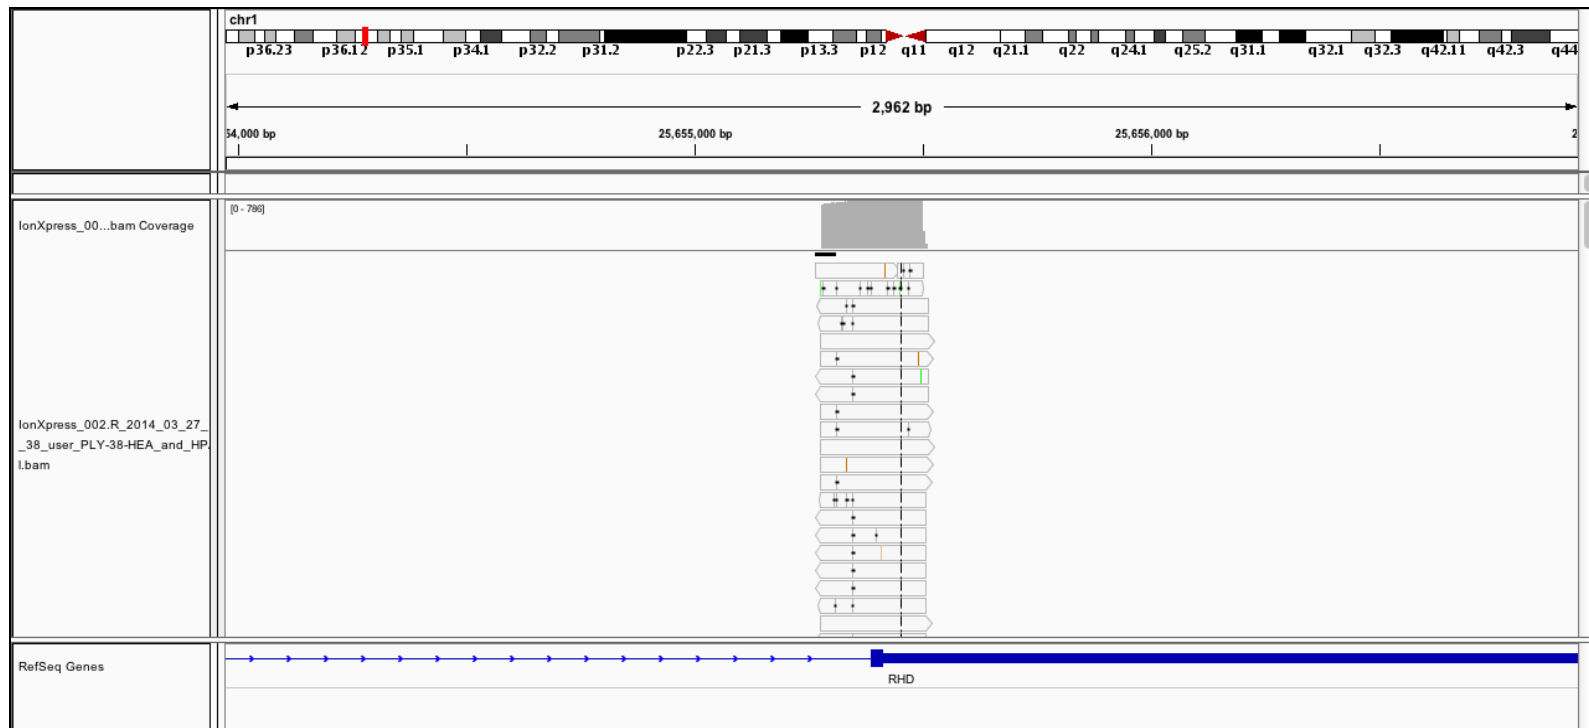 chr1
p36.23 p36.12 p35.1 p34.1 p32.2 p31.2 p22.3 p21.3 p13.3 p12 q11 q12 q21.1 q22 q24.1 q25.2 q31.1 q32.1 q32.3 q42.11 q42.3 q44
2,962 bp
54,000 bp 25,655,000 bp 25,656,000 bp 2
IonXpress_00...bam Coverage
[0 - 786]
IonXpress_002.R_2014_03_27_
_38_user_PLY-38-HEA_and_HP
l.bam
RefSeq Genes
RHD